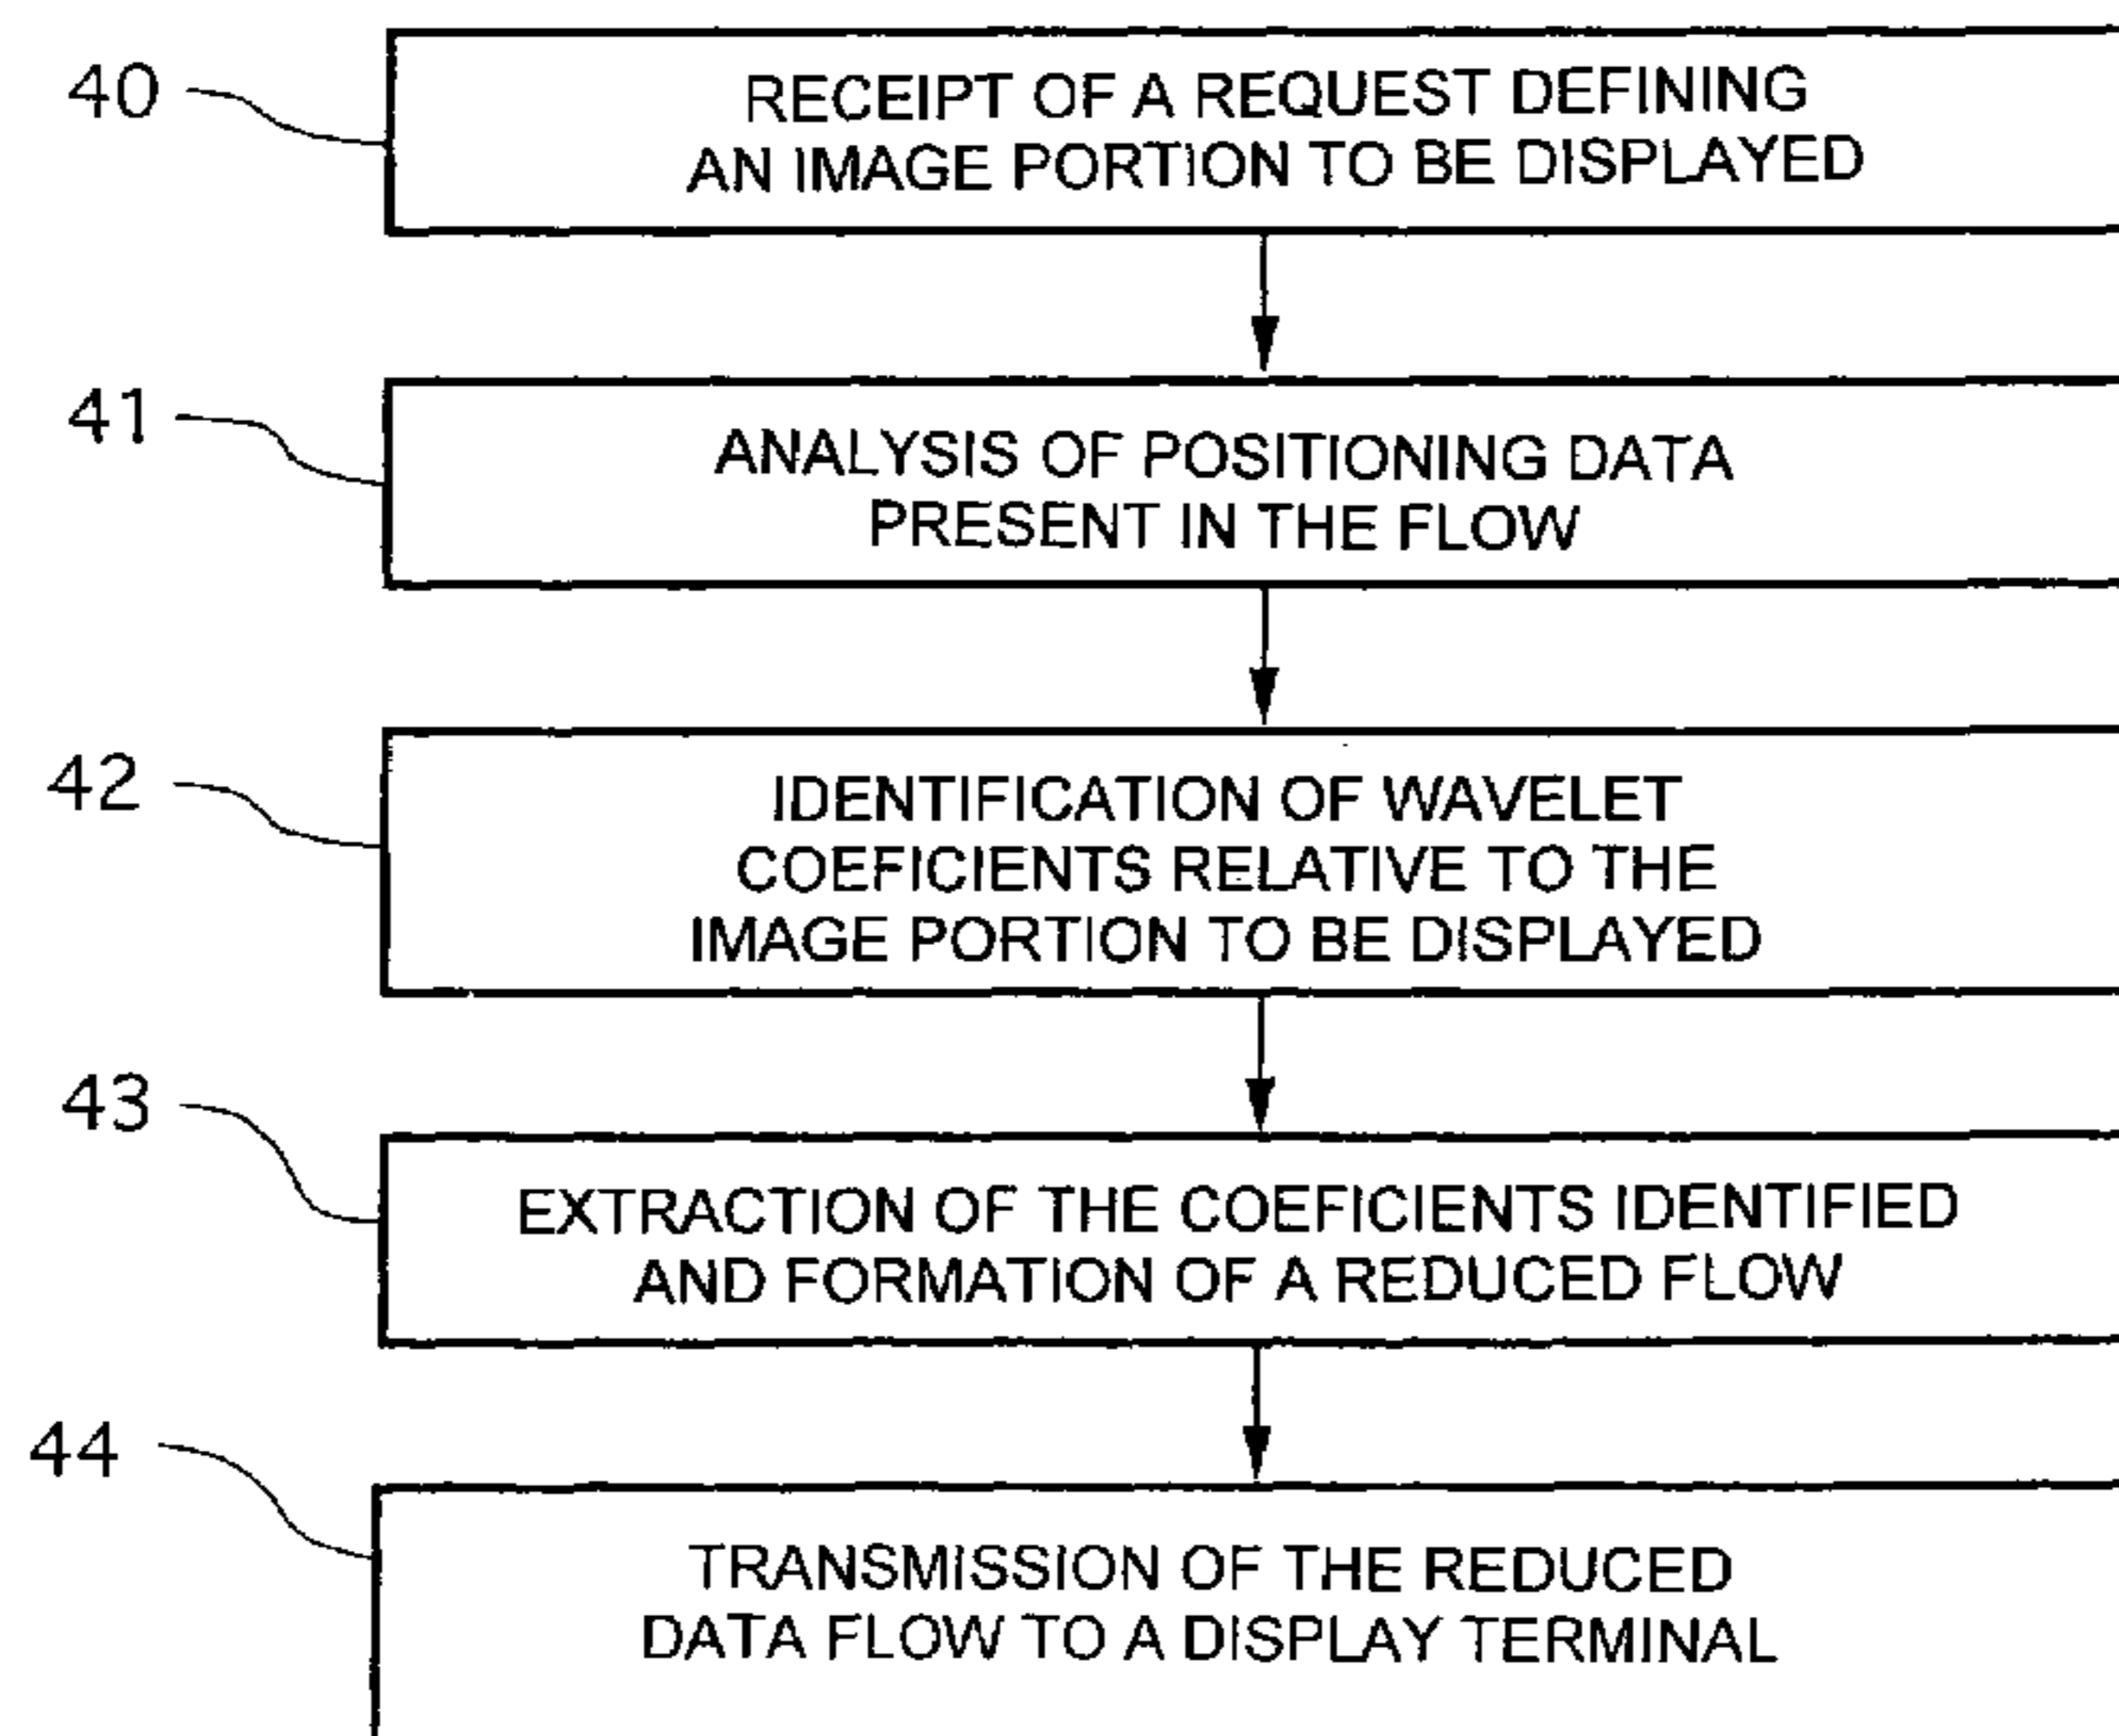 40
RECEIPT OF A REQUEST DEFINING
AN IMAGE PORTION TO BE DISPLAYED
41
ANALYSIS OF POSITIONING DATA
PRESENT IN THE FLOW
42
IDENTIFICATION OF WAVELET
COEFICIENTS RELATIVE TO THE
IMAGE PORTION TO BE DISPLAYED
43
EXTRACTION OF THE COEFICIENTS IDENTIFIED
AND FORMATION OF A REDUCED FLOW
44
TRANSMISSION OF THE REDUCED
DATA FLOW TO A DISPLAY TERMINAL